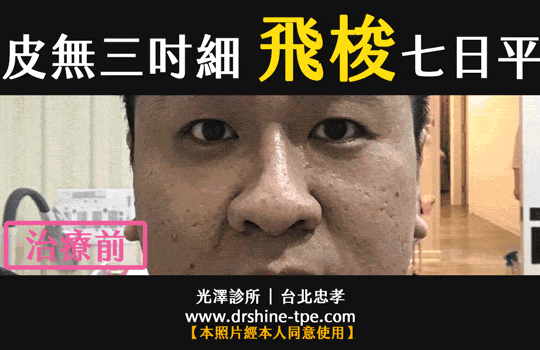 皮無三吋細 飛梭 七日平
治療前
光澤診所 | 台北忠孝
www.drshine-tpe.com
【本照片經本人同意使用】